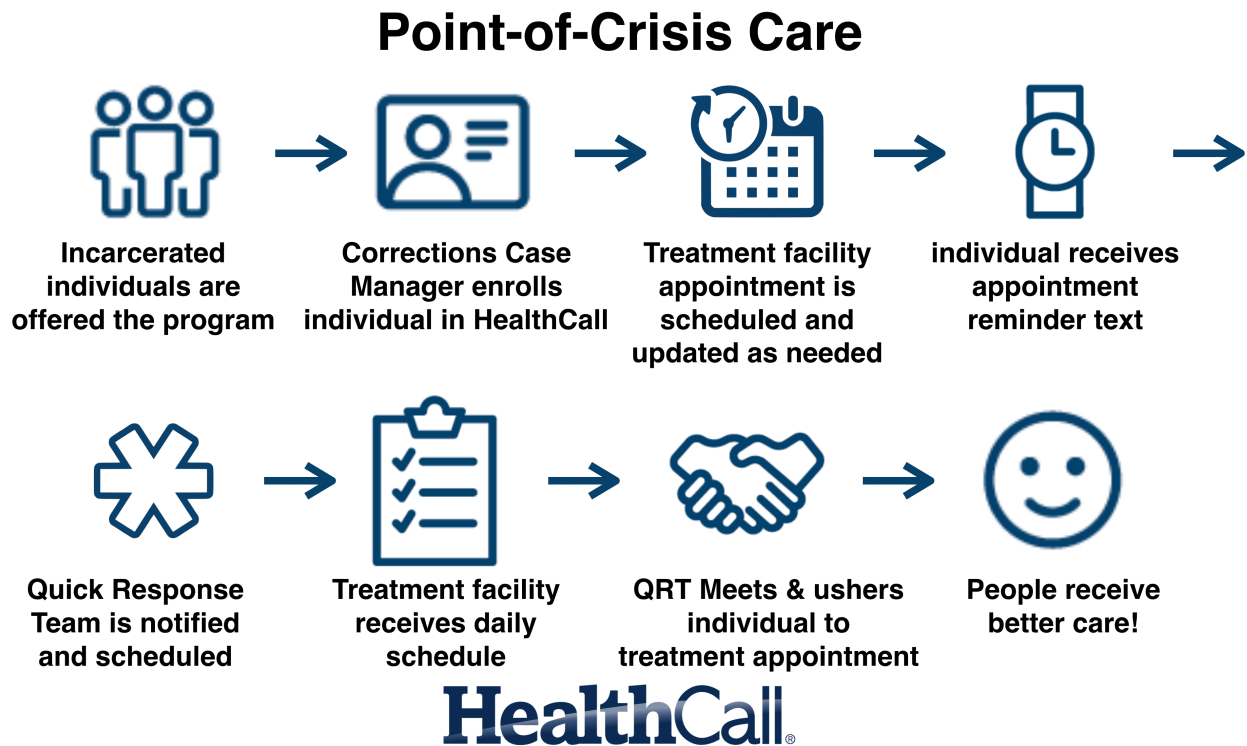 Point-of-Crisis Care
Incarcerated
individuals are
offered the program
Corrections Case
Manager enrolls
individual in HealthCall
Treatment facility
appointment is
scheduled and
updated as needed
individual receives
appointment
reminder text
Quick Response
Team is notified
and scheduled
Treatment facility
receives daily
schedule
QRT Meets & ushers
individual to
treatment appointment
People receive
better care!
HealthCall®